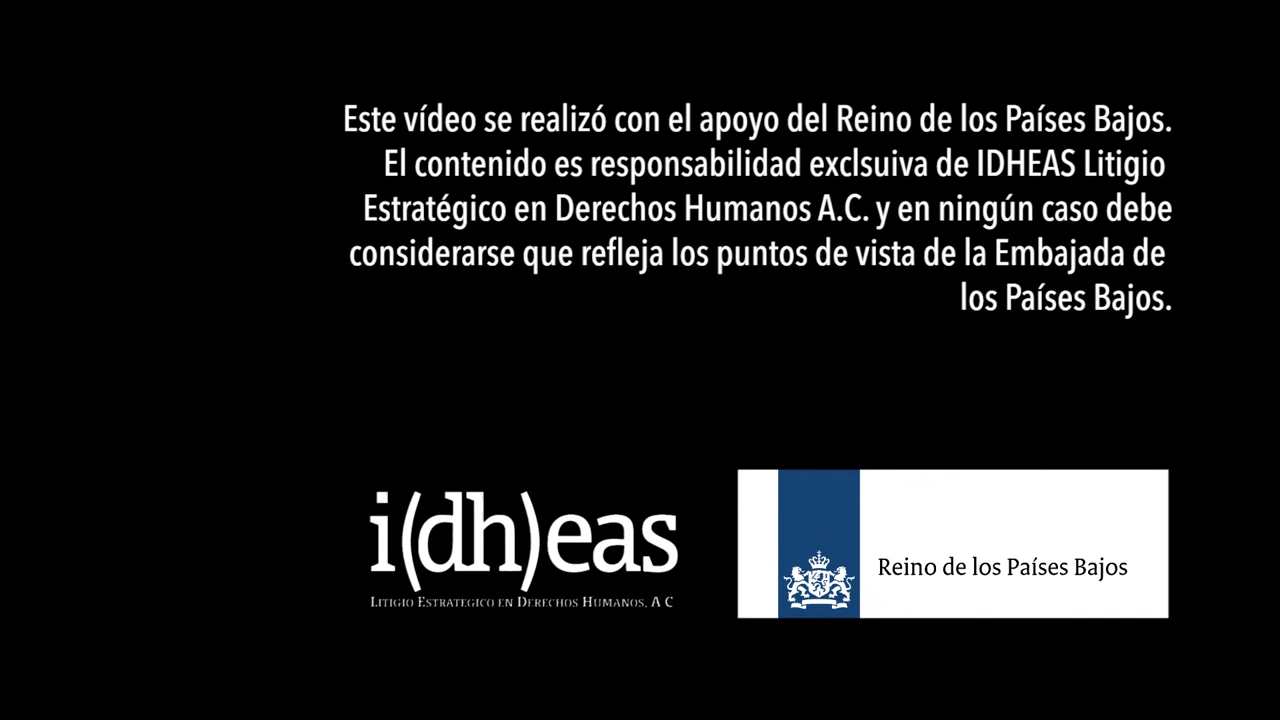 Este vídeo se realizó con el apoyo del Reino de los Países Bajos.
El contenido es responsabilidad exclsuiva de IDHEAS Litigio
Estratégico en Derechos Humanos A.C. y en ningún caso debe
considerarse que refleja los puntos de vista de la Embajada de
los Países Bajos.
i(dh)eas
LITIGIO ESTRATEGICO EN DERECHOS HUMANOS, A C
Reino de los Países Bajos